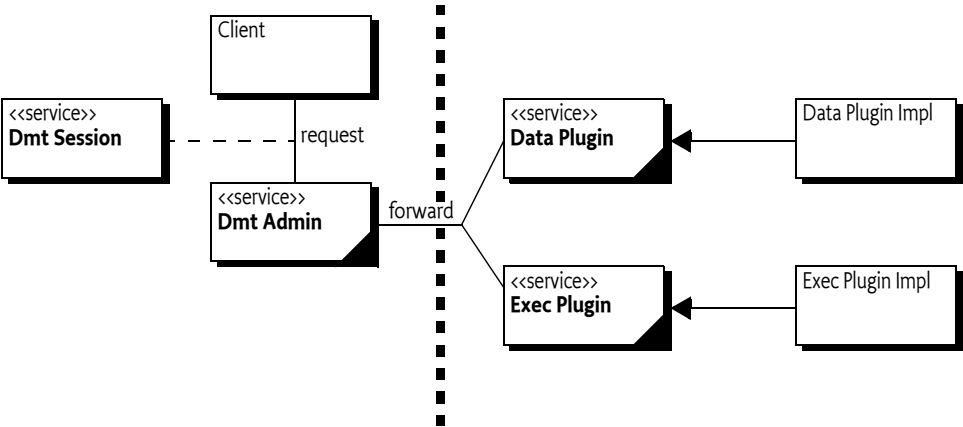 Client
<<service>>
Dmt Session
request
<<service>>
Dmt Admin
forward
<<service>>
Data Plugin
Data Plugin Impl
<<service>>
Exec Plugin
Exec Plugin Impl